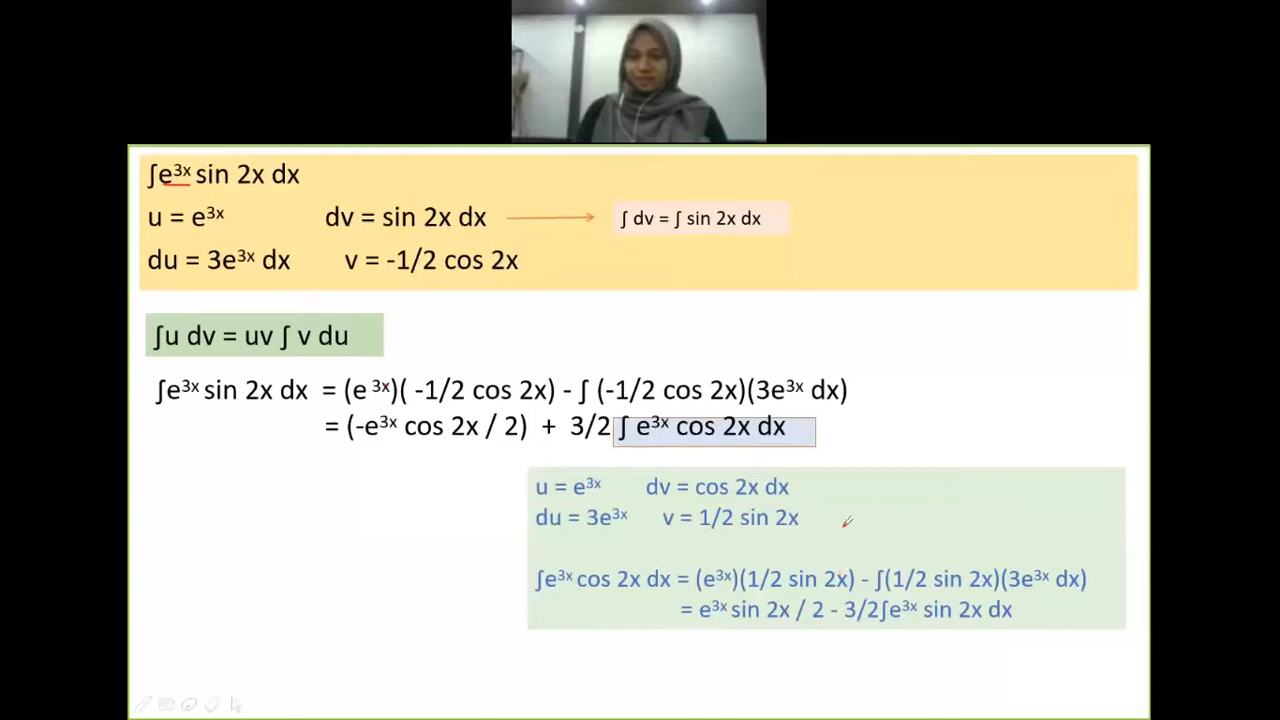 ∫e³ˣ sin 2x dx
u = e³ˣ dv = sin 2x dx ∫ dv = ∫ sin 2x dx
du = 3e³ˣ dx v = -1/2 cos 2x
∫u dv = uv ∫ v du
∫e³ˣ sin 2x dx = (e ³ˣ)( -1/2 cos 2x) - ∫ (-1/2 cos 2x)(3e³ˣ dx)
= (-e³ˣ cos 2x / 2) + 3/2 ∫ e³ˣ cos 2x dx
u = e³ˣ dv = cos 2x dx
du = 3e³ˣ v = 1/2 sin 2x
∫e³ˣ cos 2x dx = (e³ˣ)(1/2 sin 2x) - ∫(1/2 sin 2x)(3e³ˣ dx)
= e³ˣ sin 2x / 2 - 3/2∫e³ˣ sin 2x dx